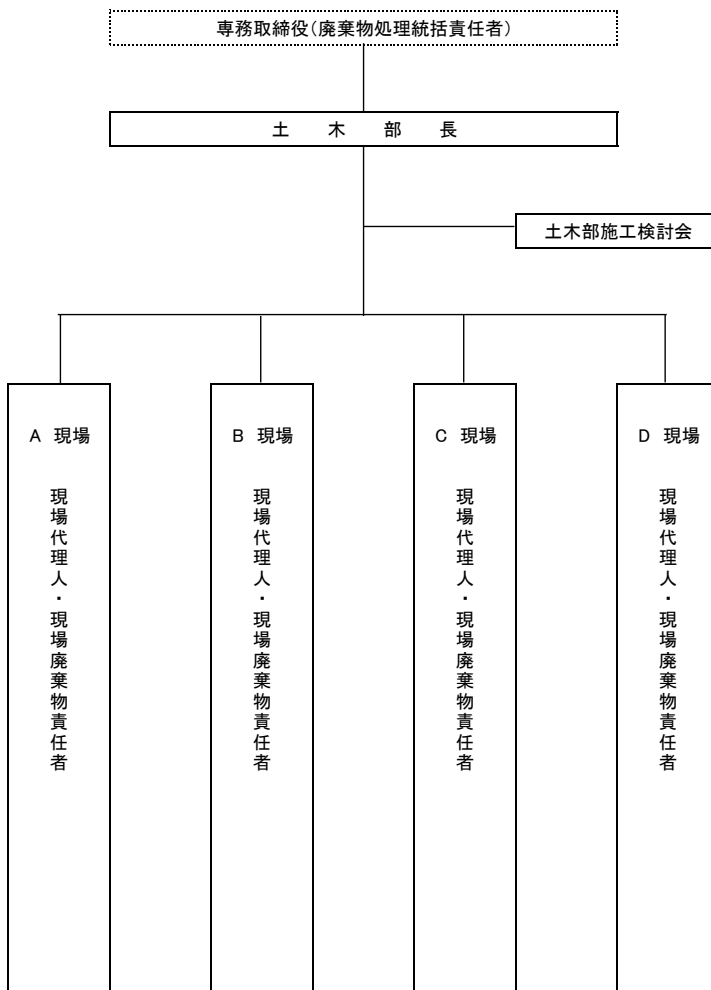 専務取締役(廃棄物処理統括責任者)
土　木　部　長
土木部施工検討会
A 現場
現場代理人・現場廃棄物責任者
B 現場
現場代理人・現場廃棄物責任者
C 現場
現場代理人・現場廃棄物責任者
D 現場
現場代理人・現場廃棄物責任者